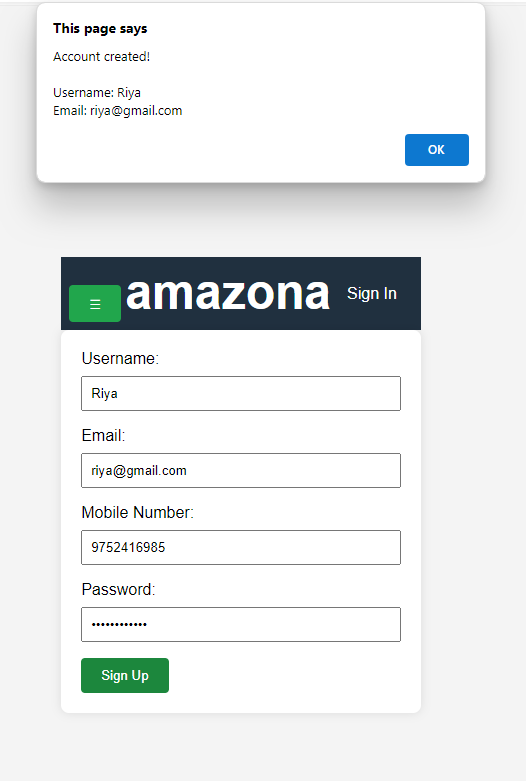 This page says
Account created!
Username: Riya
Email: riya@gmail.com
OK
☰ amazona Sign In
Username:
Riya
Email:
riya@gmail.com
Mobile Number:
9752416985
Password:
••••••••••••
Sign Up